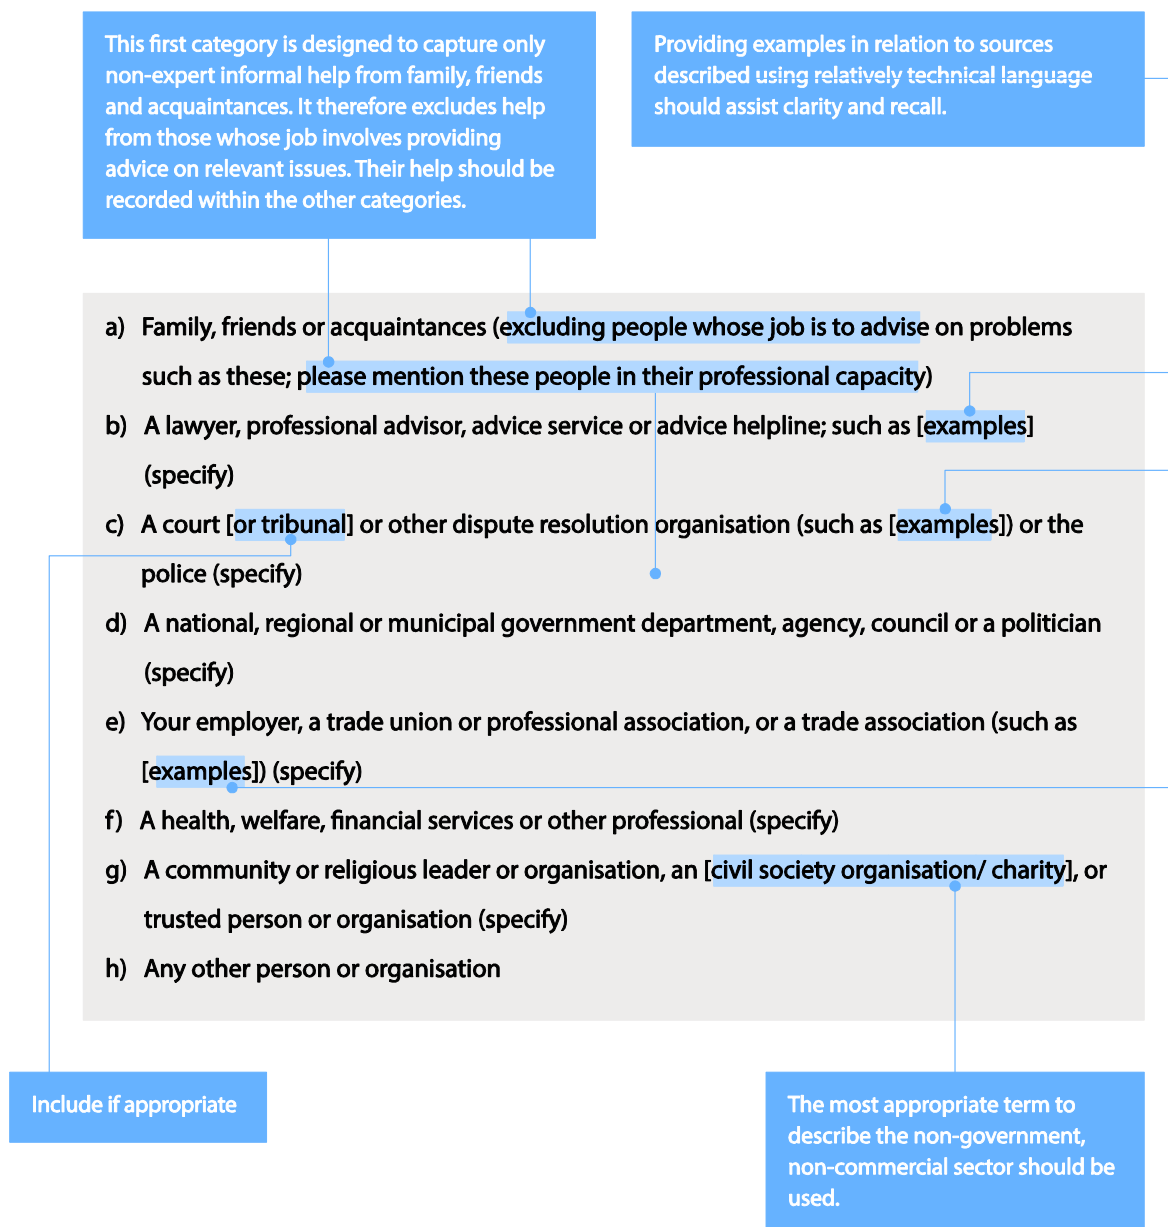 This first category is designed to capture only
non-expert informal help from family, friends
and acquaintances. It therefore excludes help
from those whose job involves providing
advice on relevant issues. Their help should be
recorded within the other categories.
Providing examples in relation to sources
described using relatively technical language
should assist clarity and recall.
a) Family, friends or acquaintances (excluding people whose job is to advise on problems
such as these; please mention these people in their professional capacity)
b) A lawyer, professional advisor, advice service or advice helpline; such as [examples]
(specify)
c) A court [or tribunal] or other dispute resolution organisation (such as [examples]) or the
police (specify)
d) A national, regional or municipal government department, agency, council or a politician
(specify)
e) Your employer, a trade union or professional association, or a trade association (such as
[examples]) (specify)
f) A health, welfare, financial services or other professional (specify)
g) A community or religious leader or organisation, an [civil society organisation/ charity], or
trusted person or organisation (specify)
h) Any other person or organisation
Include if appropriate
The most appropriate term to
describe the non-government,
non-commercial sector should be
used.